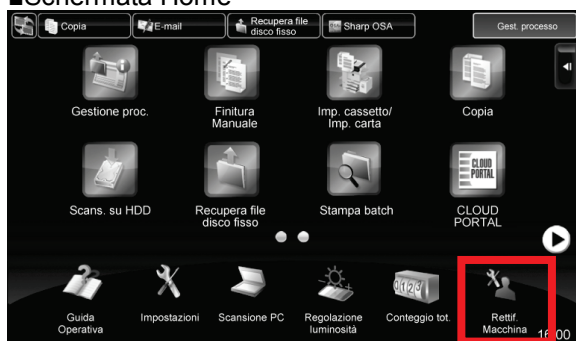 ■Schermata Home
Copia
E-mail
Recupera file
disco fisso
Sharp OSA
Gest. processo
Gestione proc.
Finitura
Manuale
Imp. cassetto/
Imp. carta
Copia
Scans. su HDD
Recupera file
disco fisso
Stampa batch
CLOUD
PORTAL
CLOUD
PORTAL
0123
Guida
Operativa
Impostazioni
Scansione PC
Regolazione
luminosità
Conteggio tot.
Rettif.
Macchina
16:00